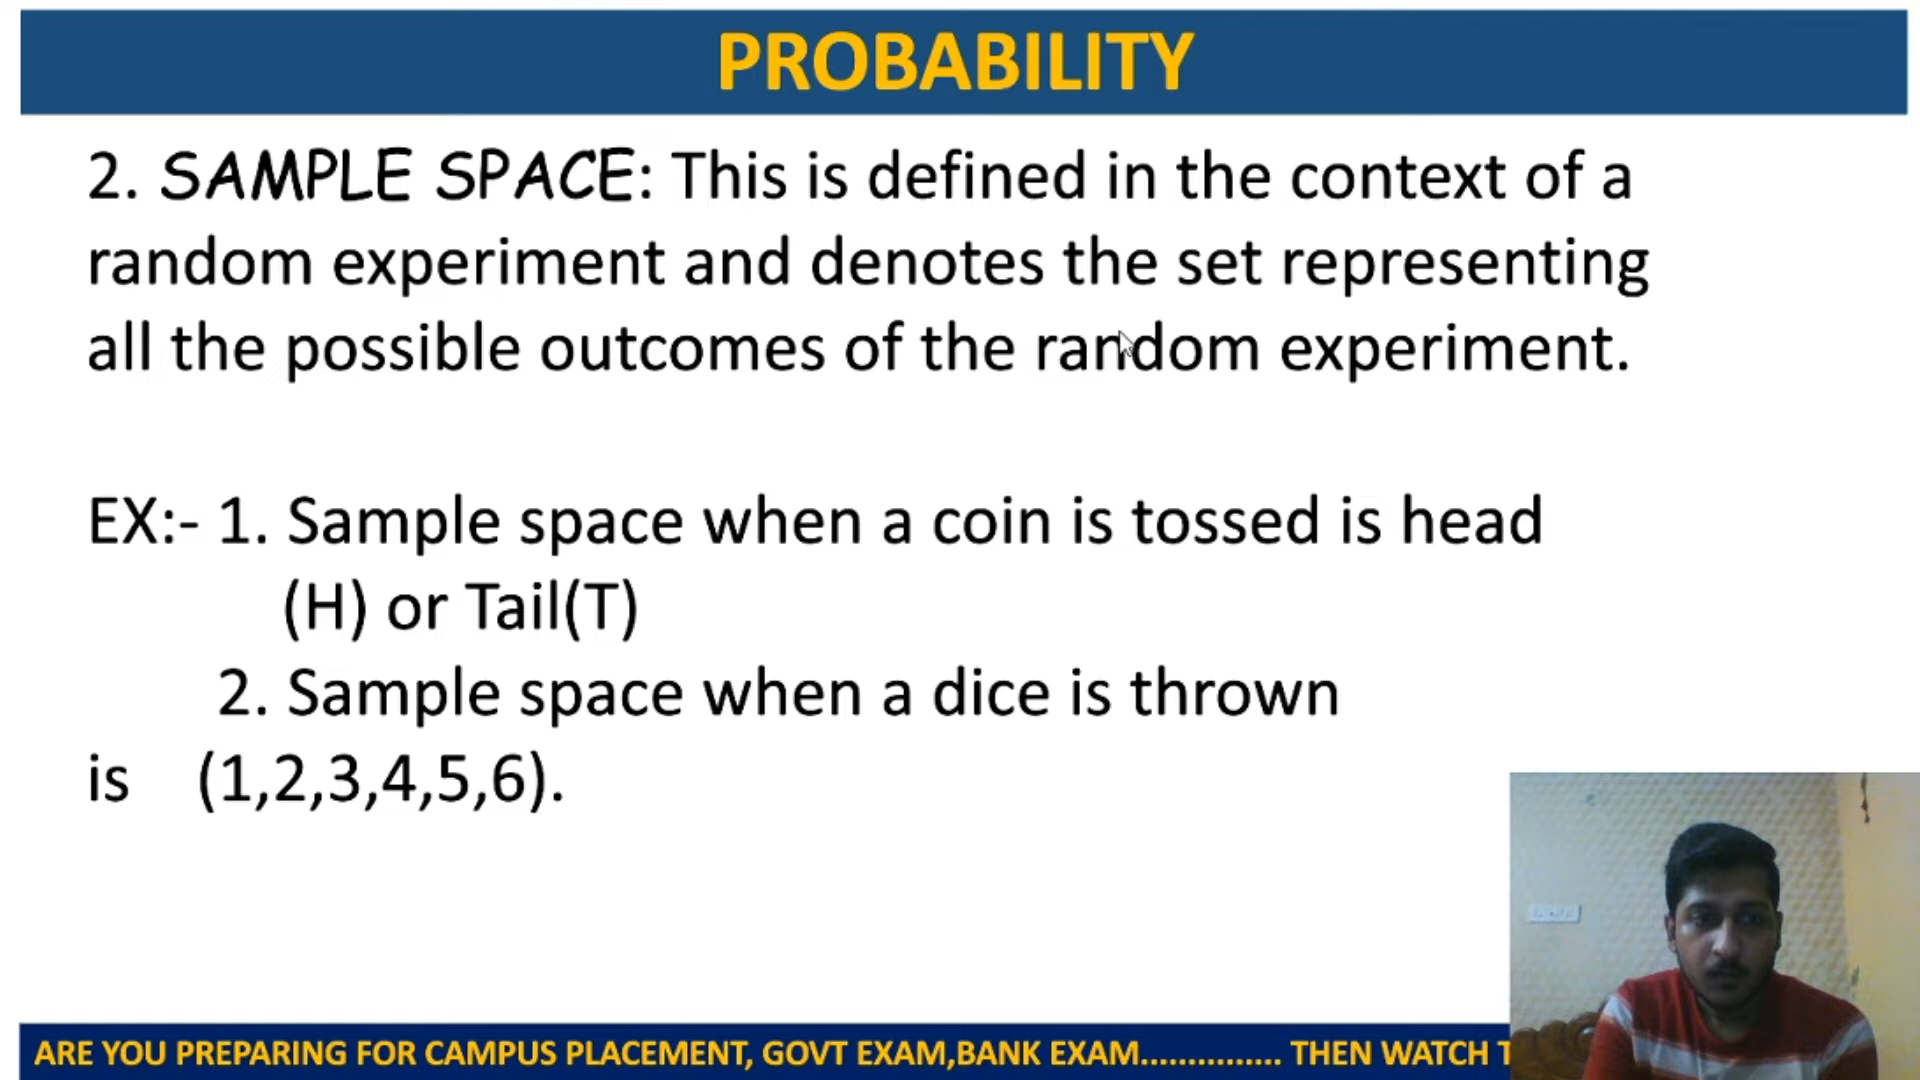 PROBABILITY
2. SAMPLE SPACE: This is defined in the context of a
random experiment and denotes the set representing
all the possible outcomes of the random experiment.
EX:- 1. Sample space when a coin is tossed is head
(H) or Tail(T)
2. Sample space when a dice is thrown
is (1,2,3,4,5,6).
ARE YOU PREPARING FOR CAMPUS PLACEMENT, GOVT EXAM,BANK EXAM............... THEN WATCH T